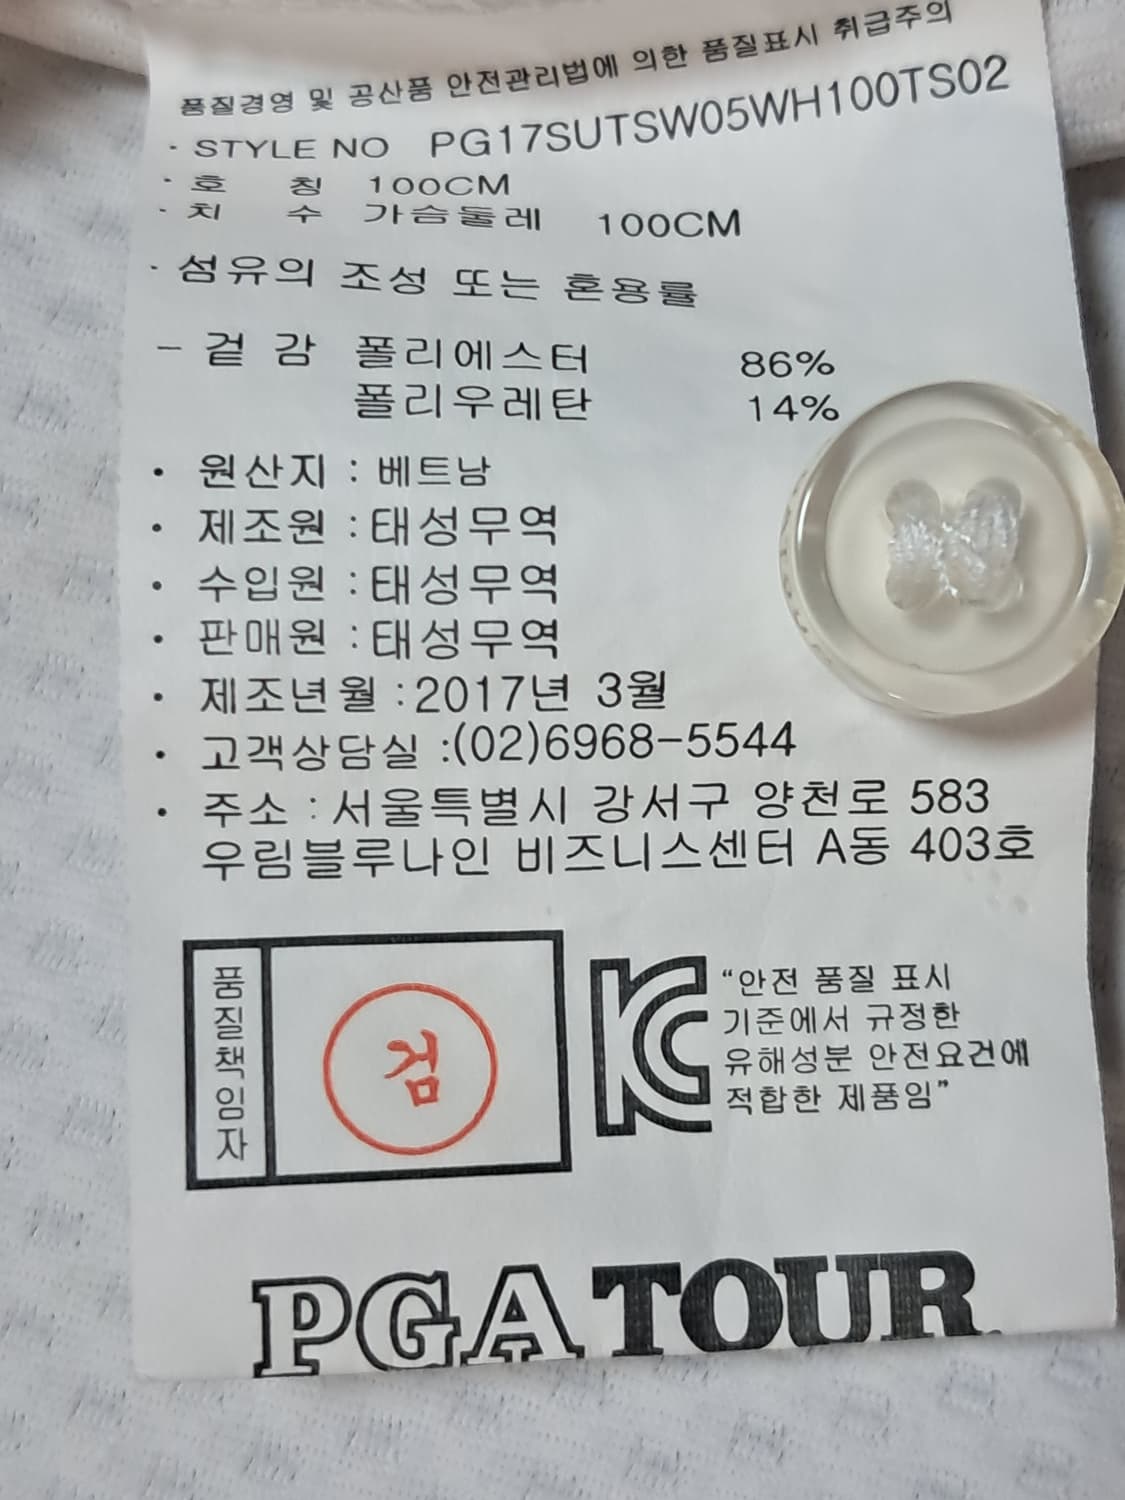 품질경영 및 공산품 안전관리법에 의한 품질표시 취급주의
· STYLE NO PG17SUTSW05WH100TS02
· 호 칭 100CM
· 치 수 가슴둘레 100CM
· 섬유의 조성 또는 혼용률
- 겉 감 폴리에스터 86%
폴리우레탄 14%
· 원산지 : 베트남
· 제조원 : 태성무역
· 수입원 : 태성무역
· 판매원 : 태성무역
· 제조년월 : 2017년 3월
· 고객상담실 :(02)6968-5544
· 주소 : 서울특별시 강서구 양천로 583
우림블루나인 비즈니스센터 A동 403호
품질책임자
검
KC
“안전 품질 표시
기준에서 규정한
유해성분 안전요건에
적합한 제품임”
PGA TOUR